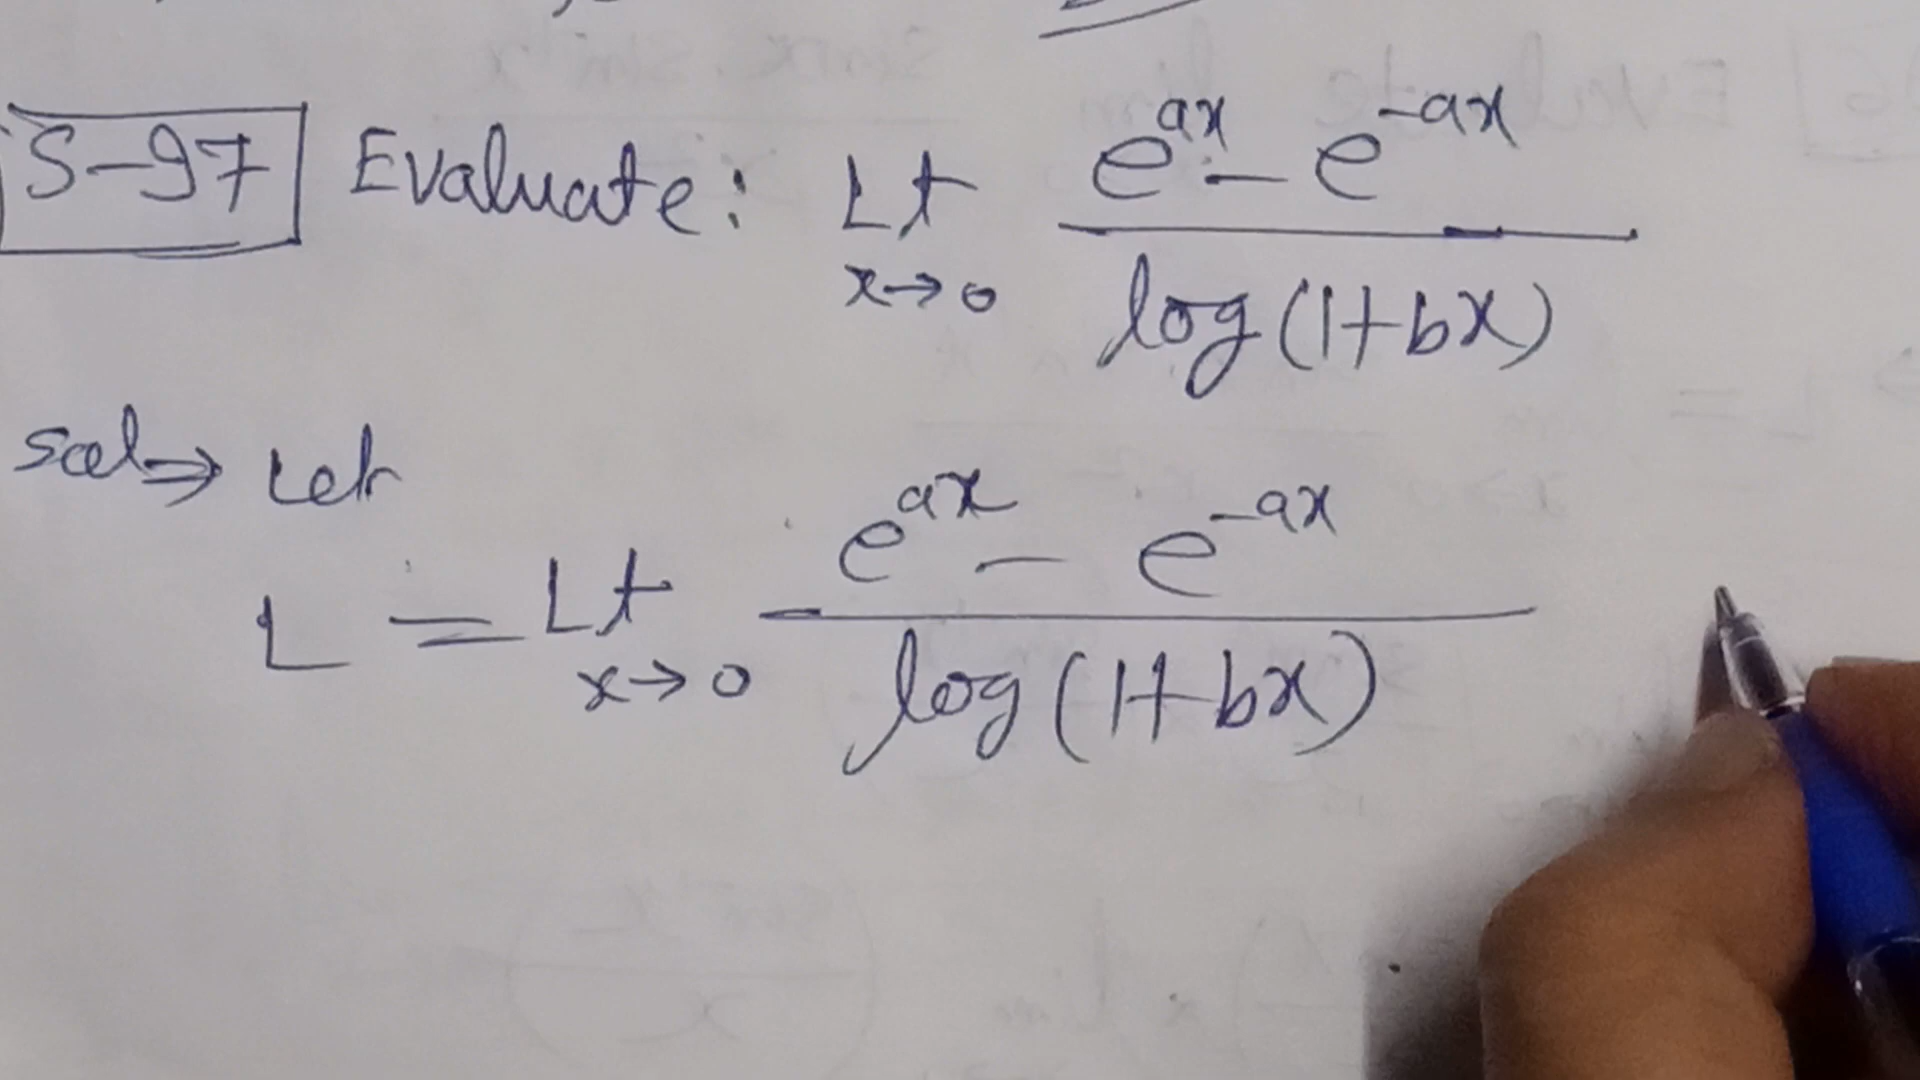 S-97 Evaluate: Lt x→0 (e^ax - e^-ax) / log(1+bx)
sol⇒ Let
L = Lt x→0 (e^ax - e^-ax) / log(1+bx)